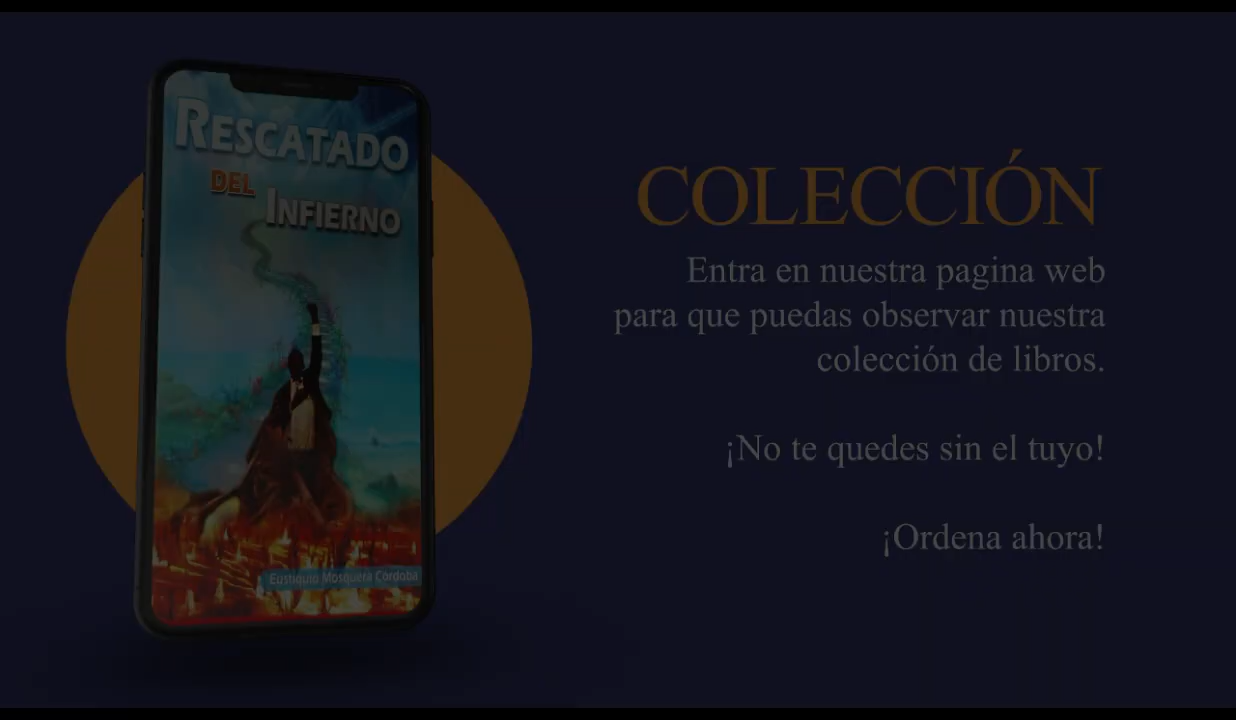 RESCATADO
DEL
INFIERNO
Eustiquio Mosquera Córdoba
COLECCIÓN
Entra en nuestra pagina web
para que puedas observar nuestra
colección de libros.
¡No te quedes sin el tuyo!
¡Ordena ahora!